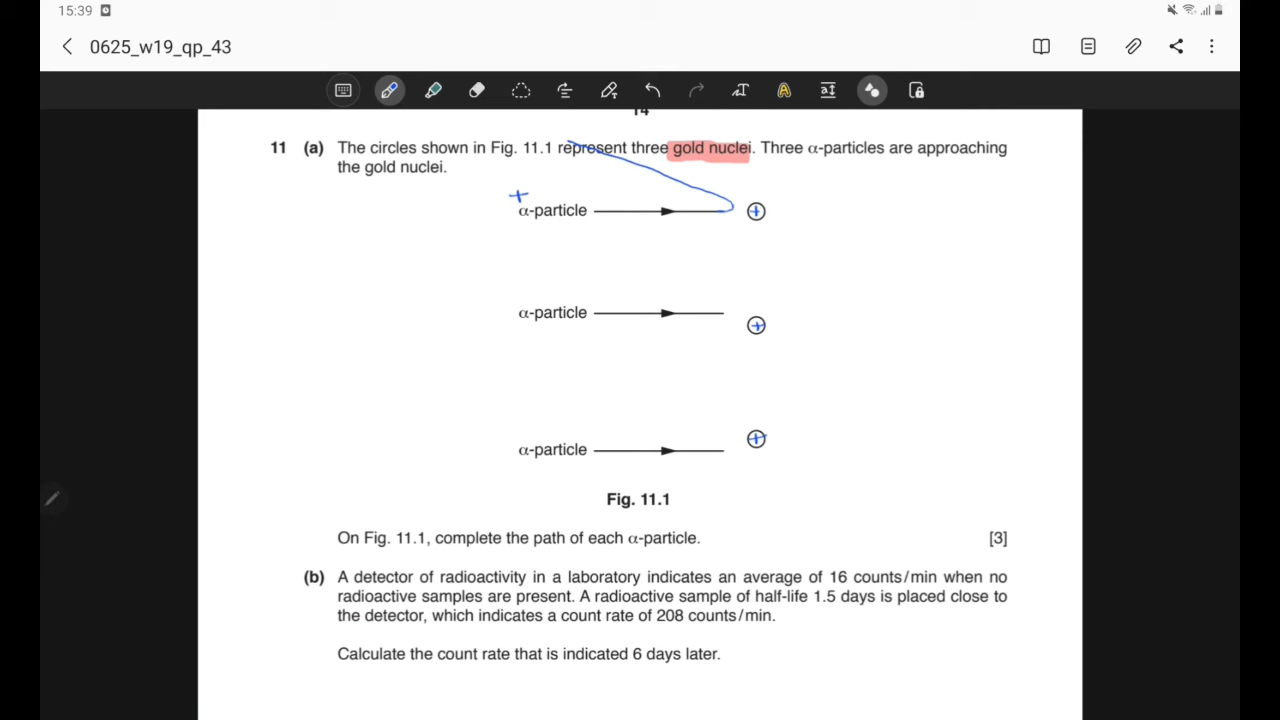 15:39
0625_w19_qp_43
14
11 (a) The circles shown in Fig. 11.1 represent three gold nuclei. Three α-particles are approaching
the gold nuclei.
+
α-particle +
α-particle +
α-particle +
Fig. 11.1
On Fig. 11.1, complete the path of each α-particle. [3]
(b) A detector of radioactivity in a laboratory indicates an average of 16 counts/min when no
radioactive samples are present. A radioactive sample of half-life 1.5 days is placed close to
the detector, which indicates a count rate of 208 counts/min.
Calculate the count rate that is indicated 6 days later.